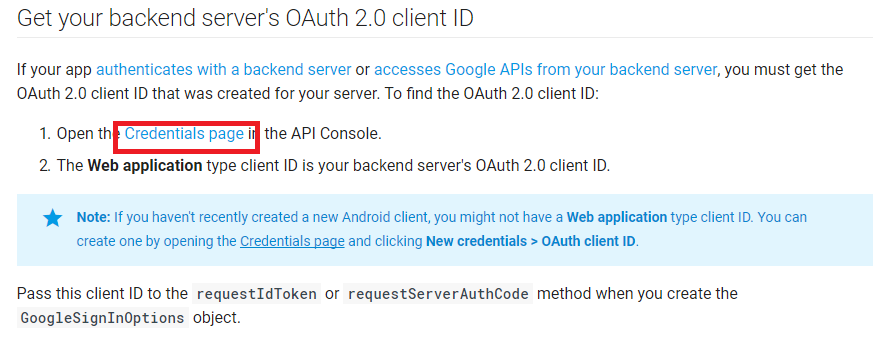 Get your backend server's OAuth 2.0 client ID
If your app authenticates with a backend server or accesses Google APIs from your backend server, you must get the
OAuth 2.0 client ID that was created for your server. To find the OAuth 2.0 client ID:
1. Open the Credentials page in the API Console.
2. The Web application type client ID is your backend server's OAuth 2.0 client ID.
Note: If you haven't recently created a new Android client, you might not have a Web application type client ID. You can
create one by opening the Credentials page and clicking New credentials > OAuth client ID.
Pass this client ID to the requestIdToken or requestServerAuthCode method when you create the
GoogleSignInOptions object.